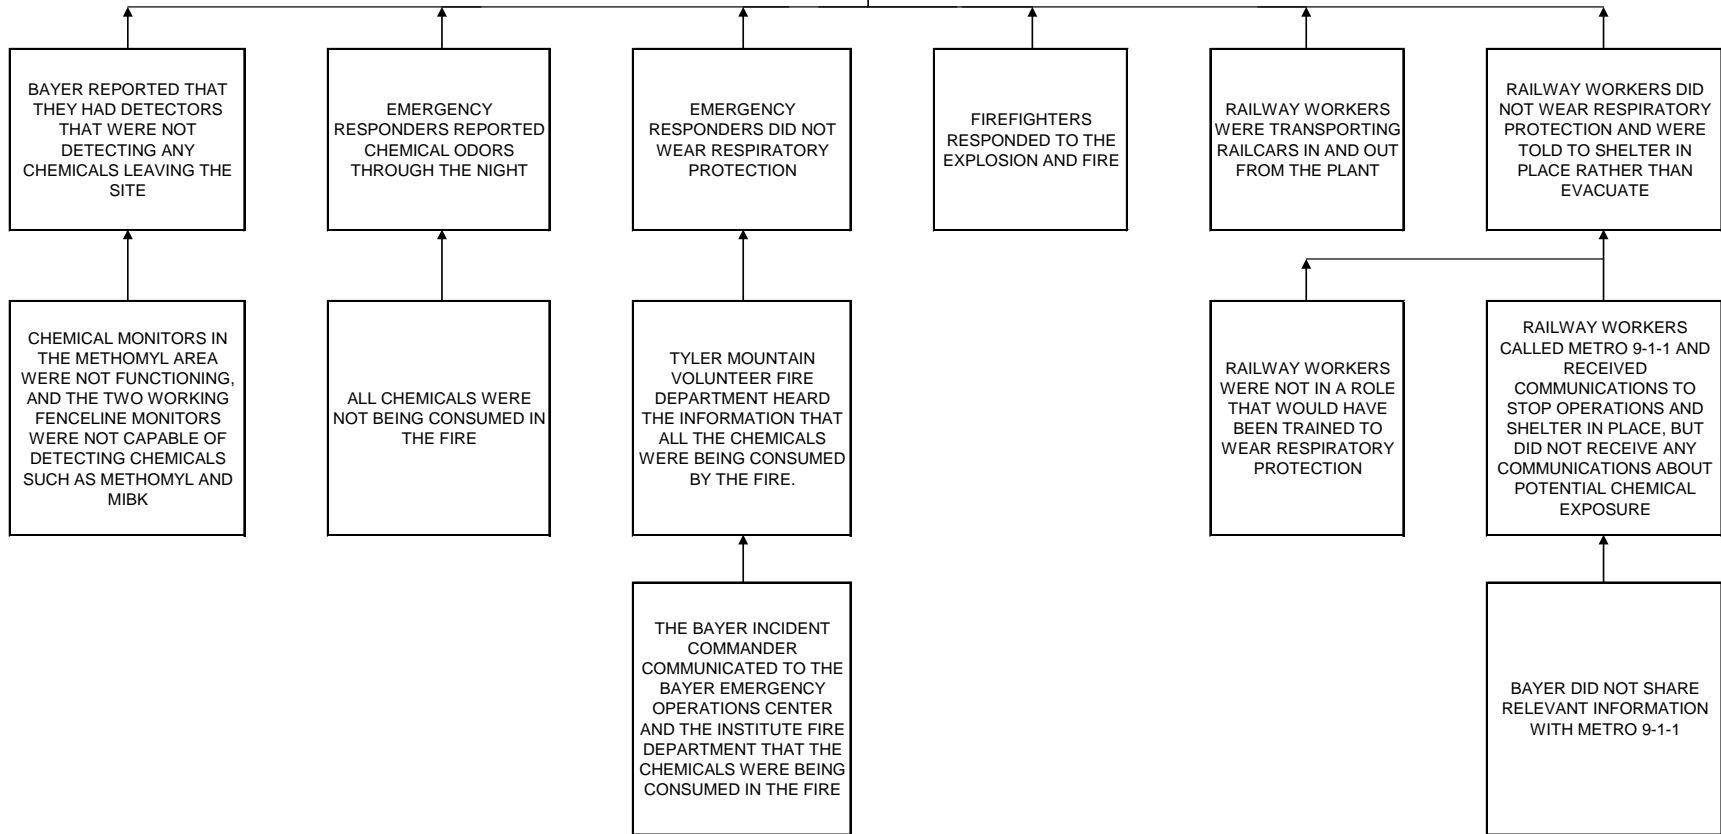 BAYER REPORTED THAT
THEY HAD DETECTORS
THAT WERE NOT
DETECTING ANY
CHEMICALS LEAVING THE
SITE
EMERGENCY
RESPONDERS REPORTED
CHEMICAL ODORS
THROUGH THE NIGHT
EMERGENCY
RESPONDERS DID NOT
WEAR RESPIRATORY
PROTECTION
FIREFIGHTERS
RESPONDED TO THE
EXPLOSION AND FIRE
RAILWAY WORKERS
WERE TRANSPORTING
RAILCARS IN AND OUT
FROM THE PLANT
RAILWAY WORKERS DID
NOT WEAR RESPIRATORY
PROTECTION AND WERE
TOLD TO SHELTER IN
PLACE RATHER THAN
EVACUATE
CHEMICAL MONITORS IN
THE METHOMYL AREA
WERE NOT FUNCTIONING,
AND THE TWO WORKING
FENCELINE MONITORS
WERE NOT CAPABLE OF
DETECTING CHEMICALS
SUCH AS METHOMYL AND
MIBK
ALL CHEMICALS WERE
NOT BEING CONSUMED IN
THE FIRE
TYLER MOUNTAIN
VOLUNTEER FIRE
DEPARTMENT HEARD
THE INFORMATION THAT
ALL THE CHEMICALS
WERE BEING CONSUMED
BY THE FIRE.
RAILWAY WORKERS
WERE NOT IN A ROLE
THAT WOULD HAVE
BEEN TRAINED TO
WEAR RESPIRATORY
PROTECTION
RAILWAY WORKERS
CALLED METRO 9-1-1 AND
RECEIVED
COMMUNICATIONS TO
STOP OPERATIONS AND
SHELTER IN PLACE, BUT
DID NOT RECEIVE ANY
COMMUNICATIONS ABOUT
POTENTIAL CHEMICAL
EXPOSURE
THE BAYER INCIDENT
COMMANDER
COMMUNICATED TO THE
BAYER EMERGENCY
OPERATIONS CENTER
AND THE INSTITUTE FIRE
DEPARTMENT THAT THE
CHEMICALS WERE BEING
CONSUMED IN THE FIRE
BAYER DID NOT SHARE
RELEVANT INFORMATION
WITH METRO 9-1-1